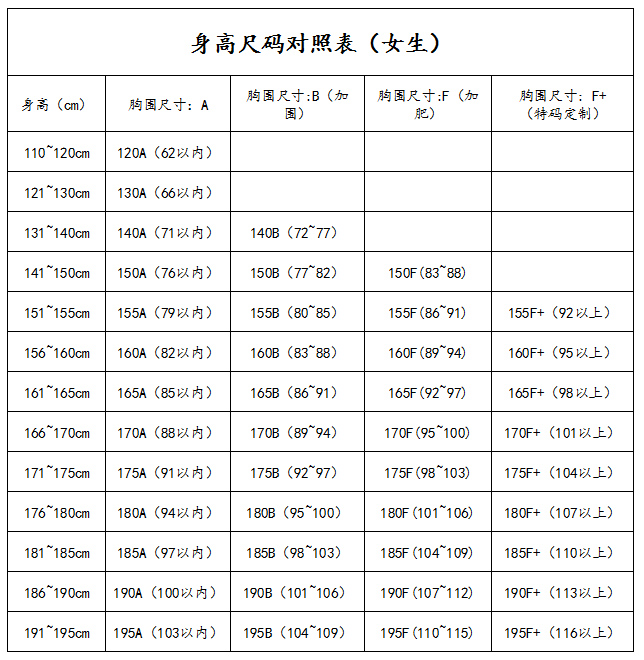 身高尺码对照表（女生）
身高（cm） 胸围尺寸: A 胸围尺寸:B（加围） 胸围尺寸:F（加肥） 胸围尺寸: F+（特码定制）
110~120cm 120A（62以内）
121~130cm 130A（66以内）
131~140cm 140A（71以内） 140B（72~77）
141~150cm 150A（76以内） 150B（77~82） 150F(83~88)
151~155cm 155A（79以内） 155B（80~85） 155F(86~91) 155F+（92以上）
156~160cm 160A（82以内） 160B（83~88） 160F(89~94) 160F+（95以上）
161~165cm 165A（85以内） 165B（86~91） 165F(92~97) 165F+（98以上）
166~170cm 170A（88以内） 170B（89~94） 170F(95~100) 170F+（101以上）
171~175cm 175A（91以内） 175B（92~97） 175F(98~103) 175F+（104以上）
176~180cm 180A（94以内） 180B（95~100） 180F(101~106) 180F+（107以上）
181~185cm 185A（97以内） 185B（98~103） 185F(104~109) 185F+（110以上）
186~190cm 190A（100以内） 190B（101~106） 190F(107~112) 190F+（113以上）
191~195cm 195A（103以内） 195B（104~109） 195F(110~115) 195F+（116以上）